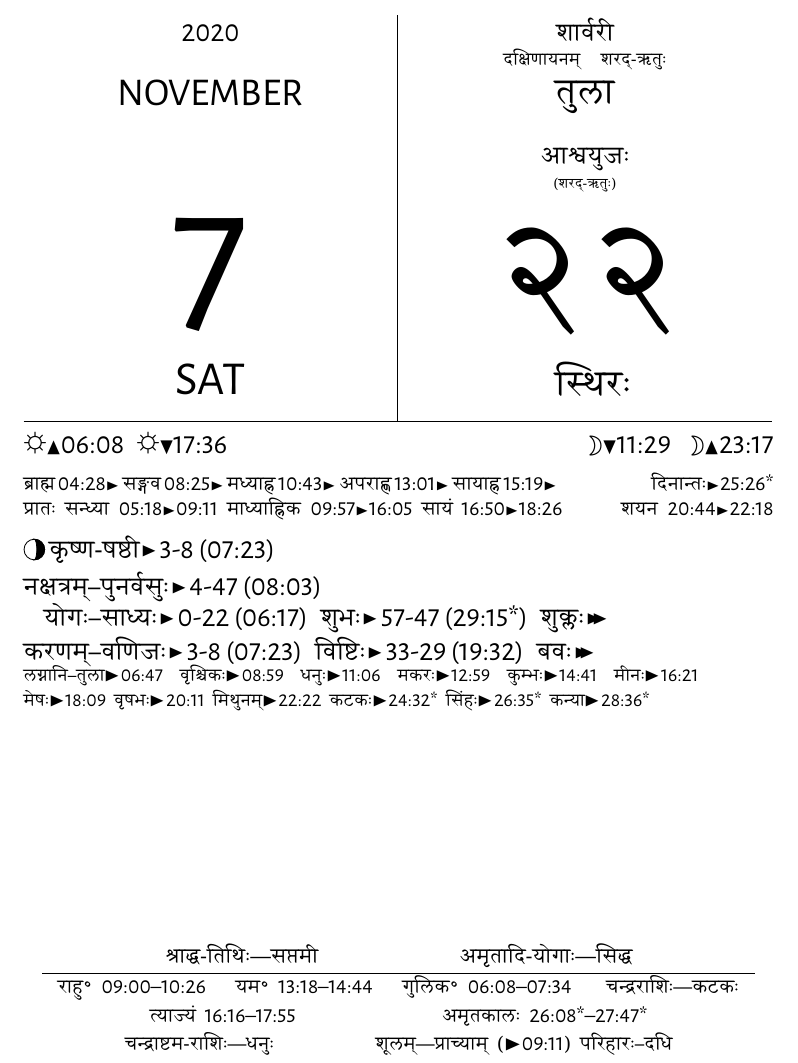 2020
NOVEMBER
7
SAT
शार्वरी
दक्षिणायनम् शरद्-ऋतुः
तुला
आश्वयुजः
(शरद्-ऋतुः)
२२
स्थिरः
☼▲06:08 ☼▼17:36 ☽▼11:29 ☽▲23:17
ब्राह्म 04:28► सङ्गव 08:25► मध्याह्न 10:43► अपराह्ण 13:01► सायाह्न 15:19► दिनान्तः►25:26*
प्रातः सन्ध्या 05:18►09:11 माध्याह्निक 09:57►16:05 सायं 16:50►18:26 शयन 20:44►22:18
कृष्ण-षष्ठी►3-8 (07:23)
नक्षत्रम्–पुनर्वसुः►4-47 (08:03)
योगः–साध्यः►0-22 (06:17) शुभः►57-47 (29:15*) शुक्लः►►
करणम्–वणिजः►3-8 (07:23) विष्टिः►33-29 (19:32) बवः►►
लग्नानि–तुला►06:47 वृश्चिकः►08:59 धनुः►11:06 मकरः►12:59 कुम्भः►14:41 मीनः►16:21
मेषः►18:09 वृषभः►20:11 मिथुनम्►22:22 कटकः►24:32* सिंहः►26:35* कन्या►28:36*
श्राद्ध-तिथिः—सप्तमी अमृतादि-योगाः—सिद्ध
राहु° 09:00–10:26 यम° 13:18–14:44 गुलिक° 06:08–07:34 चन्द्रराशिः—कटकः
त्याज्यं 16:16–17:55 अमृतकालः 26:08*–27:47*
चन्द्राष्टम-राशिः—धनुः शूलम्—प्राच्याम् (►09:11) परिहारः–दधि